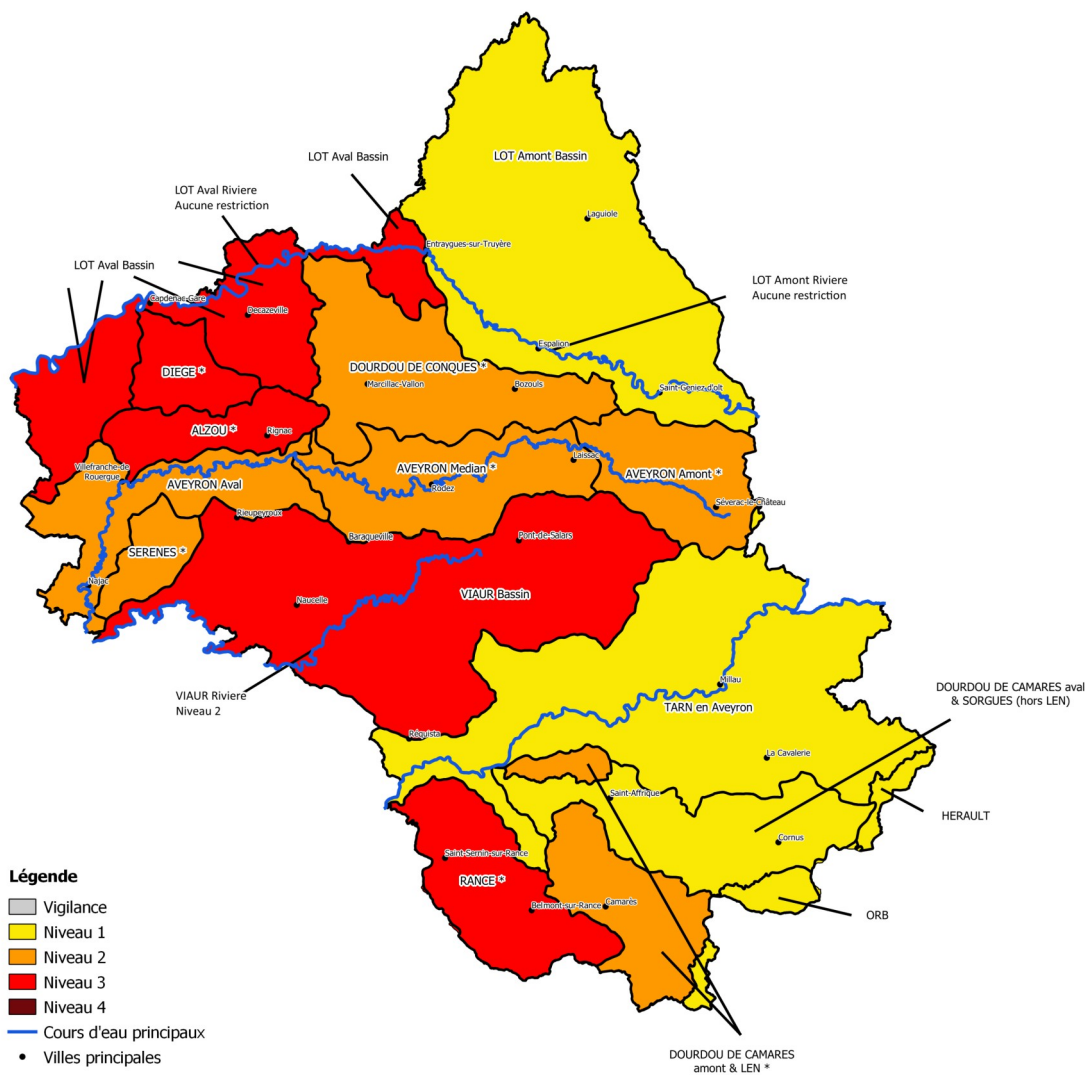 LOT Aval Bassin
LOT Amont Bassin
LOT Aval Riviere
Aucune restriction
Laguiole
Entraygues-sur-Truyère
LOT Aval Bassin
LOT Amont Riviere
Aucune restriction
Capdenac-Gare
Decazeville
Espalion
DIEGE *
DOURDOU DE CONQUES *
Marcillac-Vallon
Bozouls
Saint-Geniez d'olt
ALZOU *
Rignac
Villefranche-de
Rouergue
AVEYRON Aval
AVEYRON Median *
Laissac
AVEYRON Amont *
Rodez
Séverac-le-Château
Rieupeyroux
Baraqueville
Pont-de-Salars
SERENES *
Najac
Naucelle
VIAUR Bassin
VIAUR Riviere
Niveau 2
Millau
TARN en Aveyron
DOURDOU DE CAMARES aval
& SORGUES (hors LEN)
Réquista
La Cavalerie
Saint-Affrique
HERAULT
Cornus
Saint-Sernin-sur-Rance
RANCE *
Belmont-sur-Rance
Camarès
ORB
Légende
Vigilance
Niveau 1
Niveau 2
Niveau 3
Niveau 4
Cours d'eau principaux
Villes principales
DOURDOU DE CAMARES
amont & LEN *